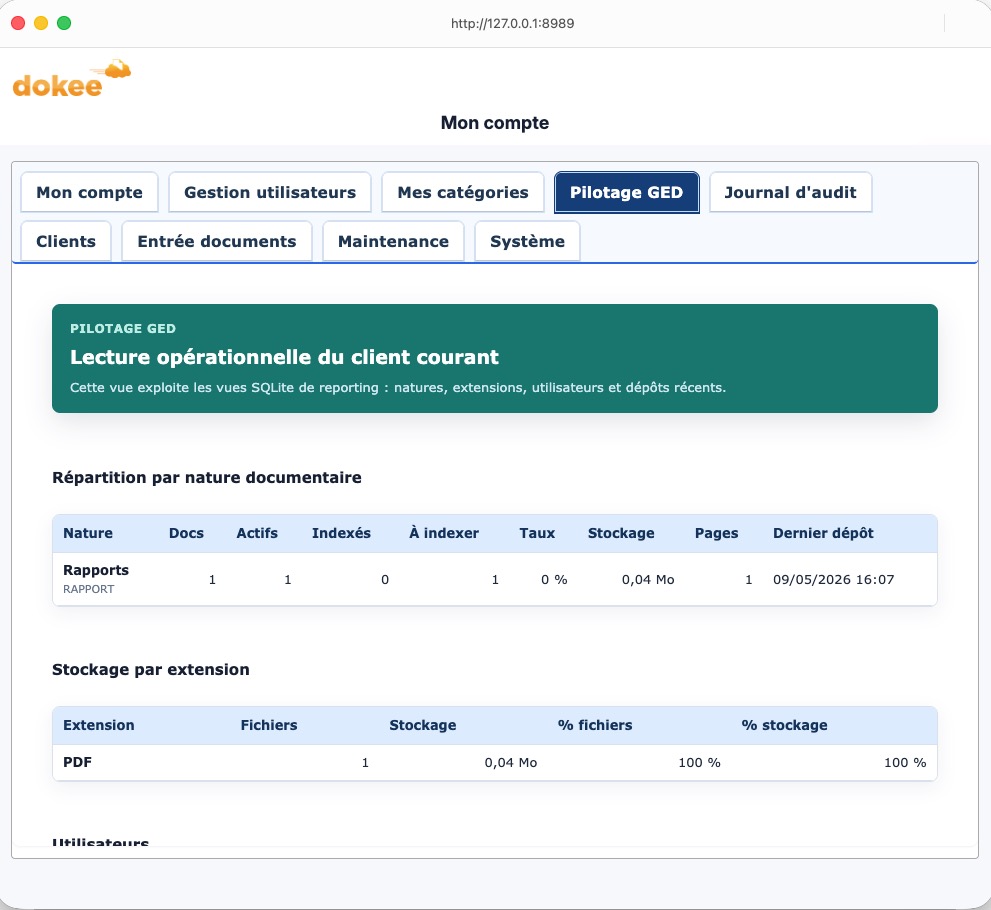 http://127.0.0.1:8989
dokee
Mon compte
Mon compte Gestion utilisateurs Mes catégories Pilotage GED Journal d'audit
Clients Entrée documents Maintenance Système
PILOTAGE GED
Lecture opérationnelle du client courant
Cette vue exploite les vues SQLite de reporting : natures, extensions, utilisateurs et dépôts récents.
Répartition par nature documentaire
Nature Docs Actifs Indexés À indexer Taux Stockage Pages Dernier dépôt
Rapports 1 1 0 1 0 % 0,04 Mo 1 09/05/2026 16:07
RAPPORT
Stockage par extension
Extension Fichiers Stockage % fichiers % stockage
PDF 1 0,04 Mo 100 % 100 %
Utilisateurs